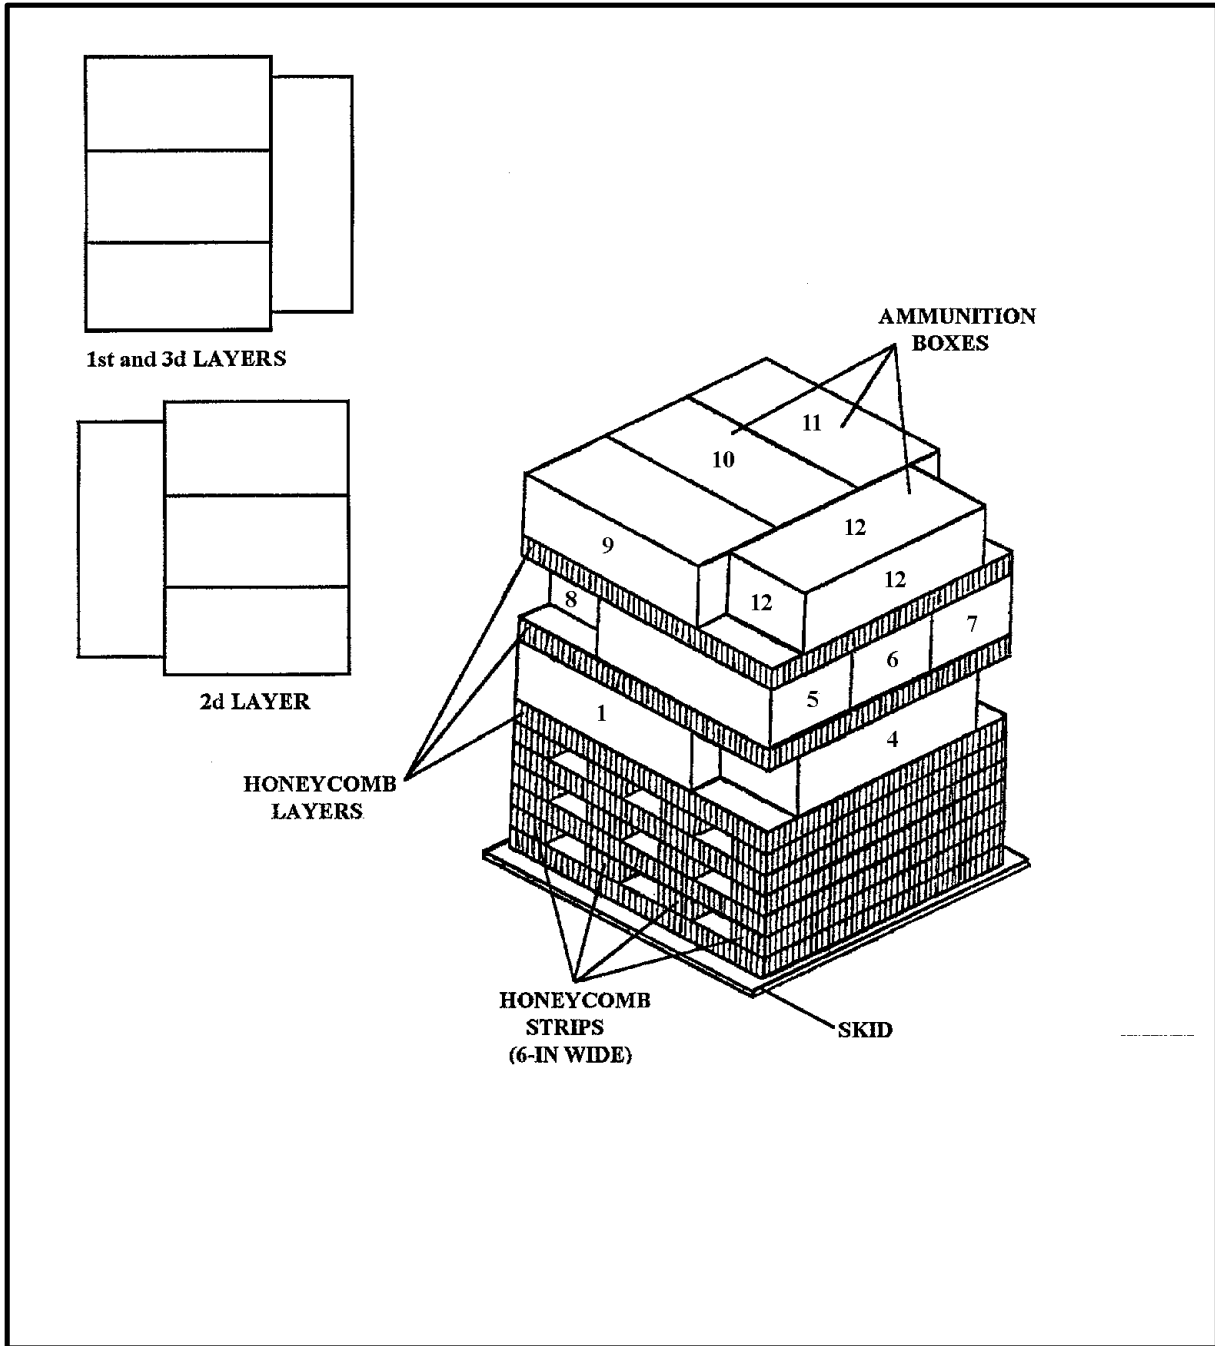 1st and 3d LAYERS
2d LAYER
AMMUNITION
BOXES
11
10
12
9
12
12
8
7
6
5
1
4
HONEYCOMB
LAYERS
HONEYCOMB
STRIPS
(6-IN WIDE)
SKID